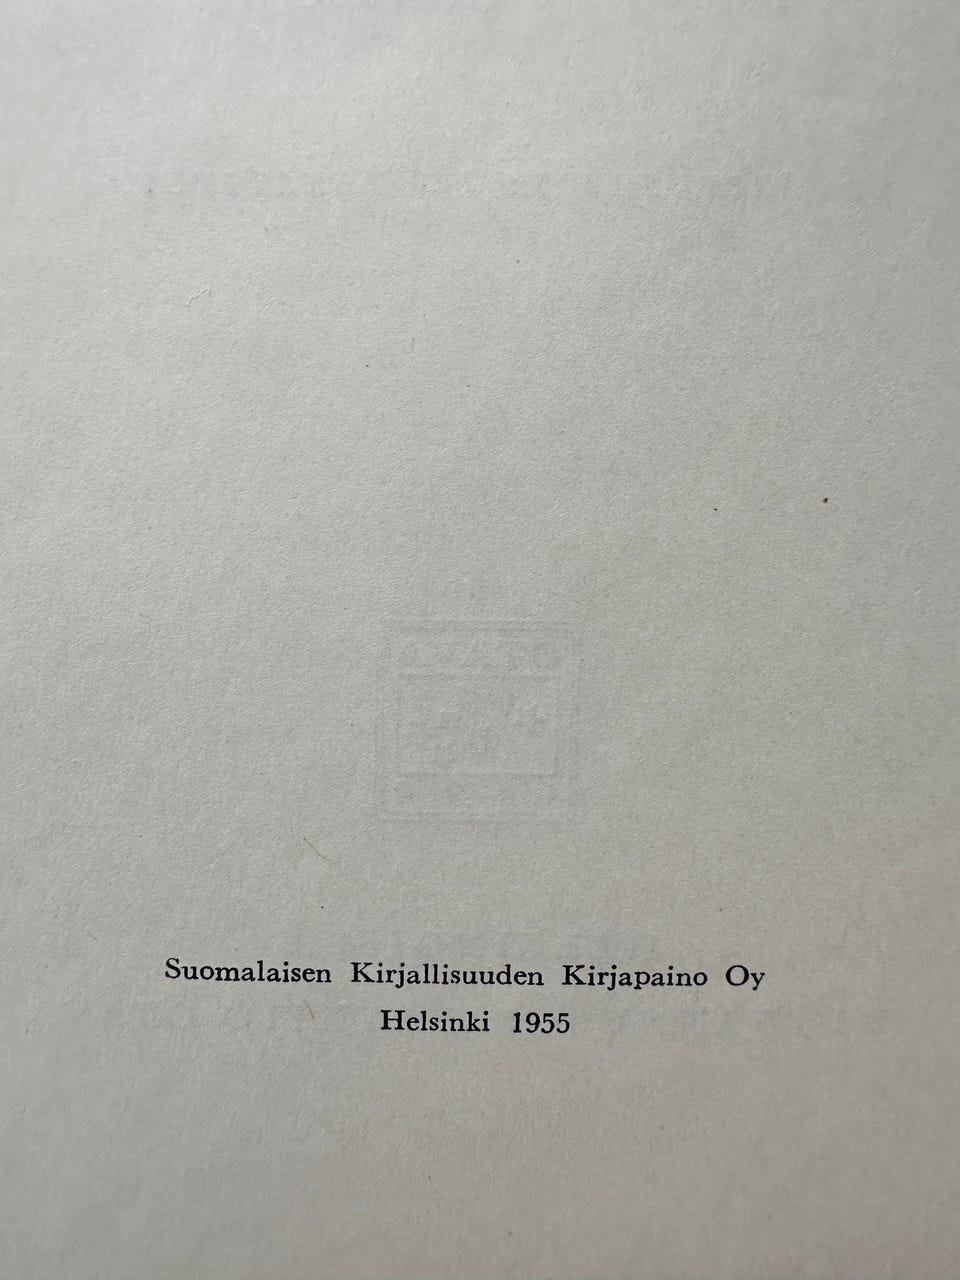 Suomalaisen Kirjallisuuden Kirjapaino Oy
Helsinki 1955